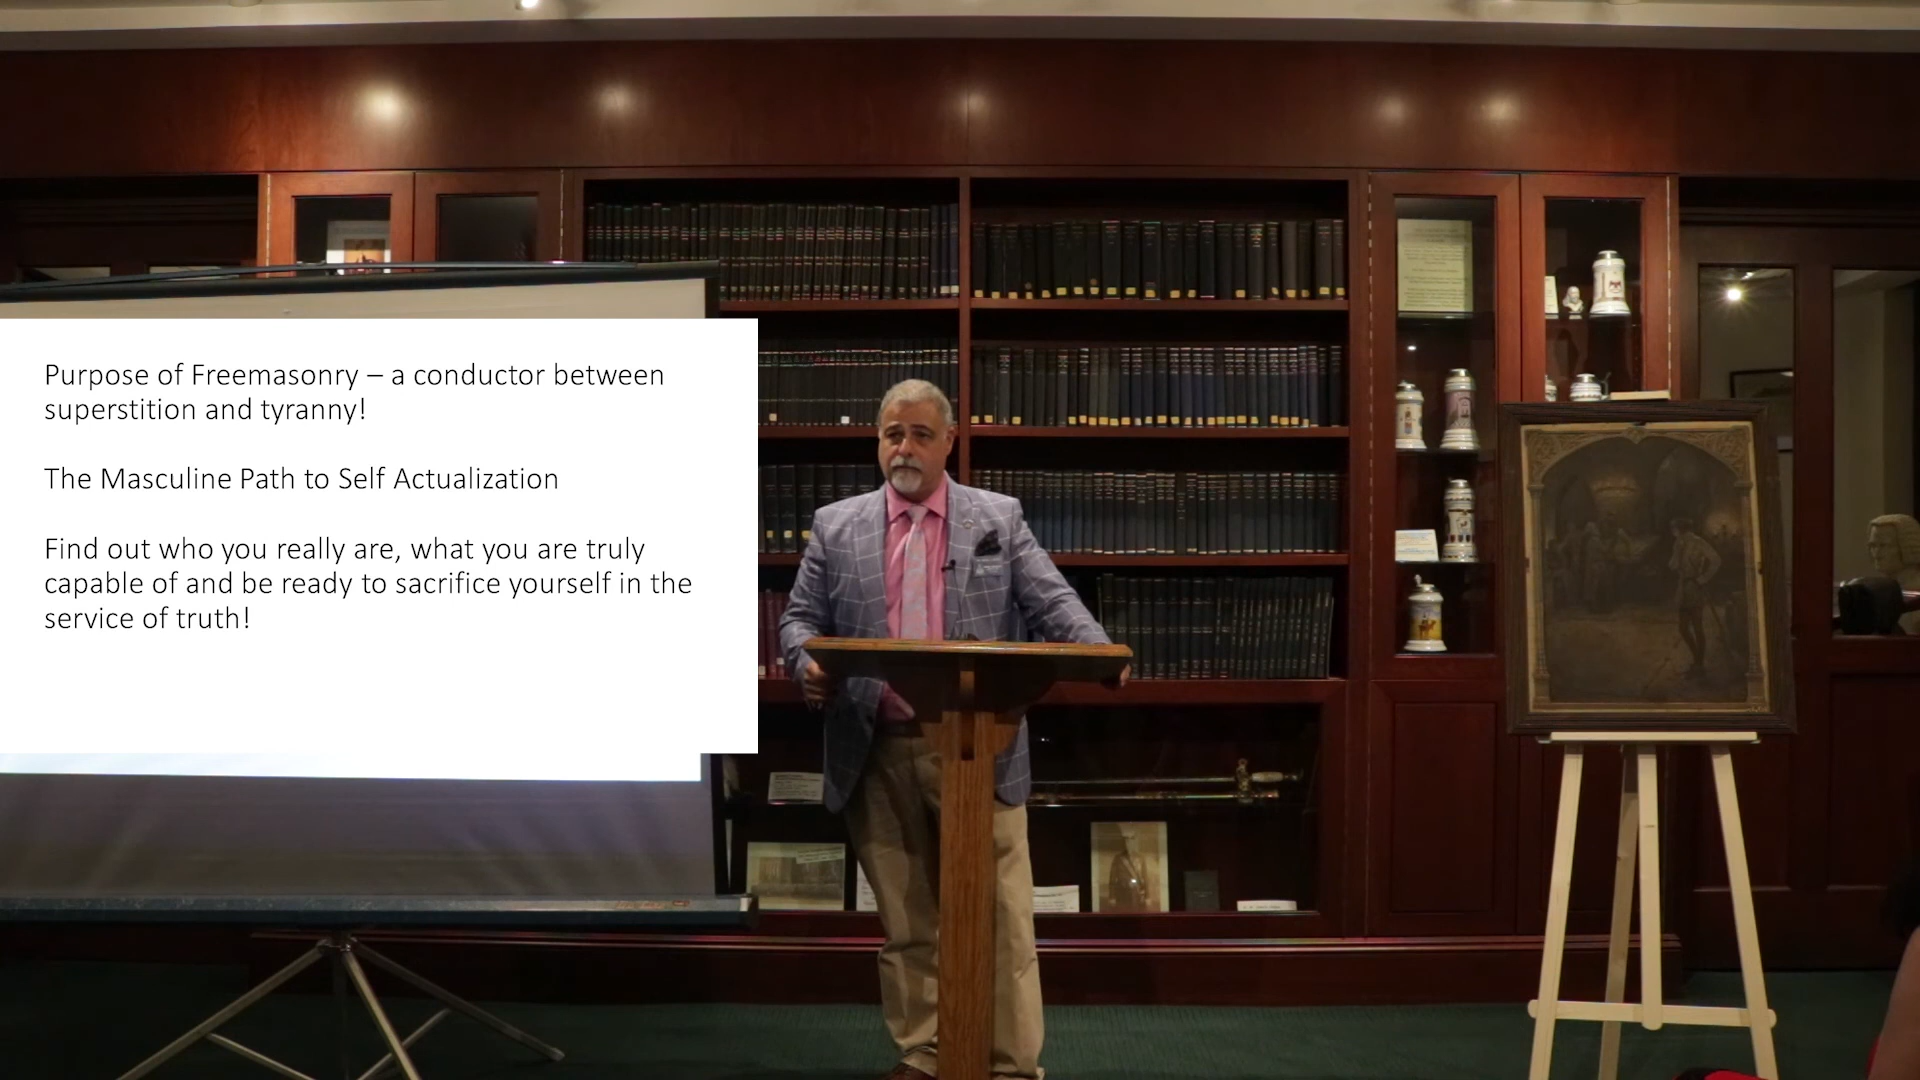 Purpose of Freemasonry – a conductor between
superstition and tyranny!
The Masculine Path to Self Actualization
Find out who you really are, what you are truly
capable of and be ready to sacrifice yourself in the
service of truth!